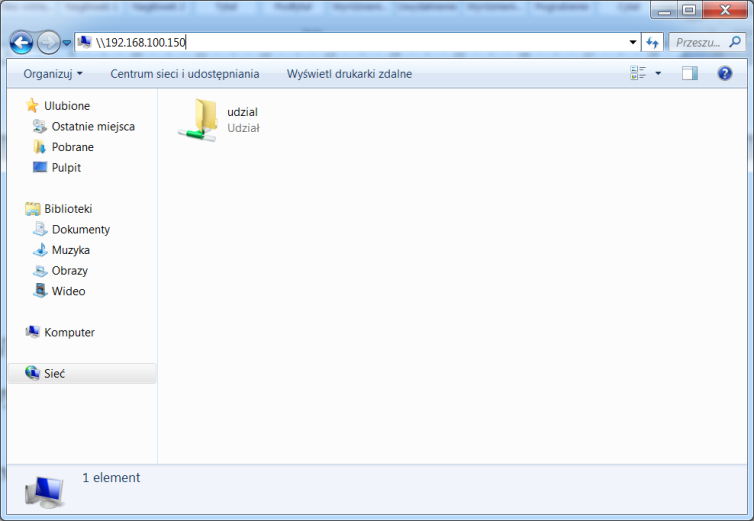 \\192.168.100.150
Przeszu...
Organizuj
Centrum sieci i udostępniania
Wyświetl drukarki zdalne
Ulubione
Ostatnie miejsca
Pobrane
Pulpit
Biblioteki
Dokumenty
Muzyka
Obrazy
Wideo
Komputer
Sieć
udzial
Udział
1 element